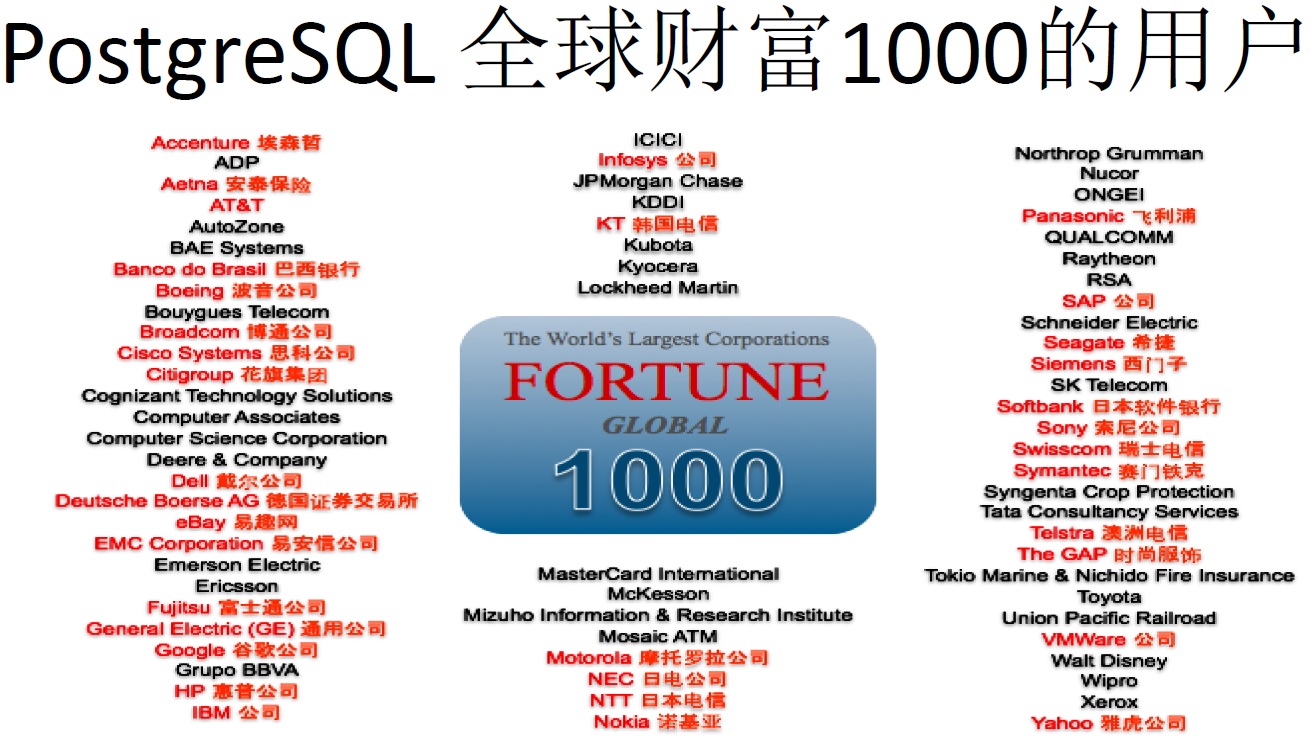 PostgreSQL 全球财富1000的用户
Accenture 埃森哲
ADP
Aetna 安泰保险
AT&T
AutoZone
BAE Systems
Banco do Brasil 巴西银行
Boeing 波音公司
Bouygues Telecom
Broadcom 博通公司
Cisco Systems 思科公司
Citigroup 花旗集团
Cognizant Technology Solutions
Computer Associates
Computer Science Corporation
Deere & Company
Dell 戴尔公司
Deutsche Boerse AG 德国证券交易所
eBay 易趣网
EMC Corporation 易安信公司
Emerson Electric
Ericsson
Fujitsu 富士通公司
General Electric (GE) 通用公司
Google 谷歌公司
Grupo BBVA
HP 惠普公司
IBM 公司
ICICI
Infosys 公司
JPMorgan Chase
KDDI
KT 韩国电信
Kubota
Kyocera
Lockheed Martin
The World's Largest Corporations
FORTUNE
GLOBAL
1000
MasterCard International
McKesson
Mizuho Information & Research Institute
Mosaic ATM
Motorola 摩托罗拉公司
NEC 日电公司
NTT 日本电信
Nokia 诺基亚
Northrop Grumman
Nucor
ONGEI
Panasonic 飞利浦
QUALCOMM
Raytheon
RSA
SAP 公司
Schneider Electric
Seagate 希捷
Siemens 西门子
SK Telecom
Softbank 日本软件银行
Sony 索尼公司
Swisscom 瑞士电信
Symantec 赛门铁克
Syngenta Crop Protection
Tata Consultancy Services
Telstra 澳洲电信
The GAP 时尚服饰
Tokio Marine & Nichido Fire Insurance
Toyota
Union Pacific Railroad
VMWare 公司
Walt Disney
Wipro
Xerox
Yahoo 雅虎公司